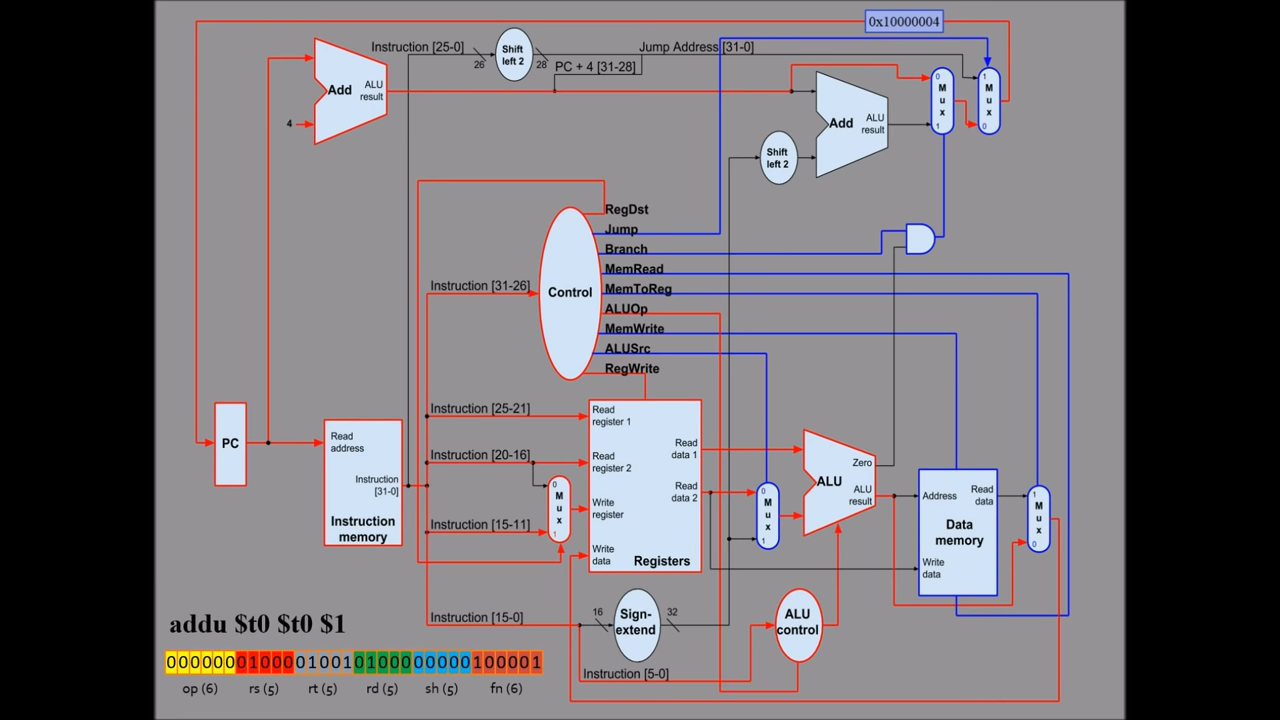 0x10000004
Instruction [25-0]
26
Shift
left 2
28
Jump Address [31-0]
PC + 4 [31-28]
Add
ALU
result
4
Add
ALU
result
Shift
left 2
0
M
u
x
1
1
M
u
x
0
Control
RegDst
Jump
Branch
MemRead
MemToReg
ALUOp
MemWrite
ALUSrc
RegWrite
Instruction [31-26]
Instruction [25-21]
Instruction [20-16]
Instruction [15-11]
Instruction [15-0]
Instruction [5-0]
PC
Read
address
Instruction
[31-0]
Instruction
memory
0
M
u
x
1
Read
register 1
Read
register 2
Write
register
Write
data
Read
data 1
Read
data 2
Registers
0
M
u
x
1
ALU
Zero
ALU
result
Address
Read
data
Data
memory
Write
data
1
M
u
x
0
16
Sign-
extend
32
ALU
control
addu $t0 $t0 $1
000000 01000 01001 01000 00000 100001
op (6) rs (5) rt (5) rd (5) sh (5) fn (6)